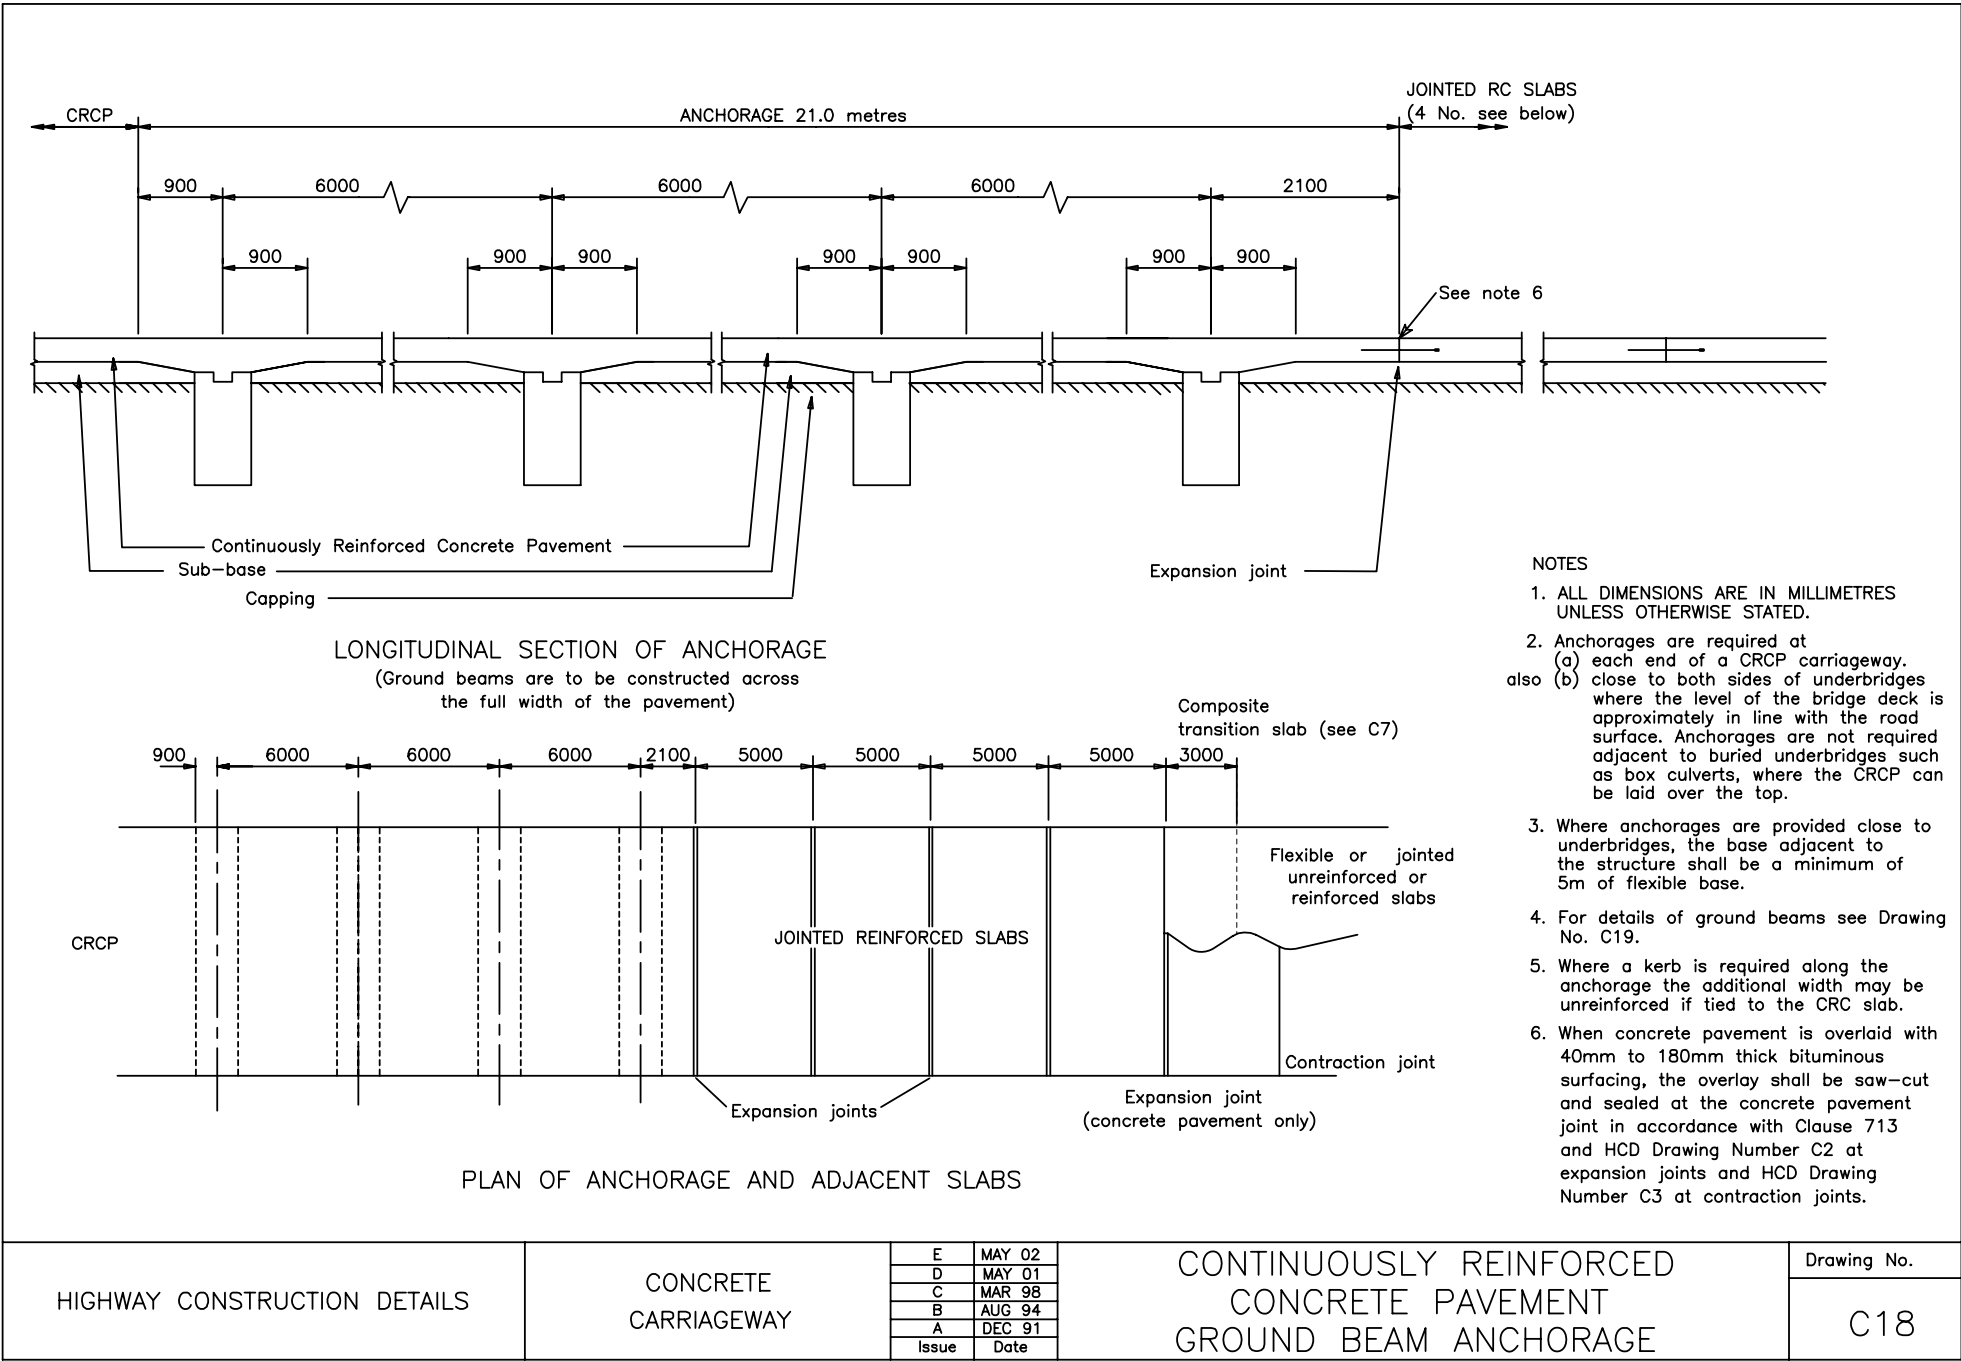 CRCP
ANCHORAGE 21.0 metres
JOINTED RC SLABS
(4 No. see below)
900
6000
6000
6000
2100
900
900
900
900
900
900
900
See note 6
Continuously Reinforced Concrete Pavement
Sub-base
Capping
Expansion joint
LONGITUDINAL SECTION OF ANCHORAGE
(Ground beams are to be constructed across
the full width of the pavement)
Composite
transition slab (see C7)
900
6000
6000
6000
2100
5000
5000
5000
5000
3000
Flexible or jointed
unreinforced or
reinforced slabs
CRCP
JOINTED REINFORCED SLABS
Contraction joint
Expansion joints
Expansion joint
(concrete pavement only)
PLAN OF ANCHORAGE AND ADJACENT SLABS
NOTES
1. ALL DIMENSIONS ARE IN MILLIMETRES
UNLESS OTHERWISE STATED.
2. Anchorages are required at
(a) each end of a CRCP carriageway.
also (b) close to both sides of underbridges
where the level of the bridge deck is
approximately in line with the road
surface. Anchorages are not required
adjacent to buried underbridges such
as box culverts, where the CRCP can
be laid over the top.
3. Where anchorages are provided close to
underbridges, the base adjacent to
the structure shall be a minimum of
5m of flexible base.
4. For details of ground beams see Drawing
No. C19.
5. Where a kerb is required along the
anchorage the additional width may be
unreinforced if tied to the CRC slab.
6. When concrete pavement is overlaid with
40mm to 180mm thick bituminous
surfacing, the overlay shall be saw-cut
and sealed at the concrete pavement
joint in accordance with Clause 713
and HCD Drawing Number C2 at
expansion joints and HCD Drawing
Number C3 at contraction joints.
HIGHWAY CONSTRUCTION DETAILS
CONCRETE
CARRIAGEWAY
E MAY 02
D MAY 01
C MAR 98
B AUG 94
A DEC 91
Issue Date
CONTINUOUSLY REINFORCED
CONCRETE PAVEMENT
GROUND BEAM ANCHORAGE
Drawing No.
C18